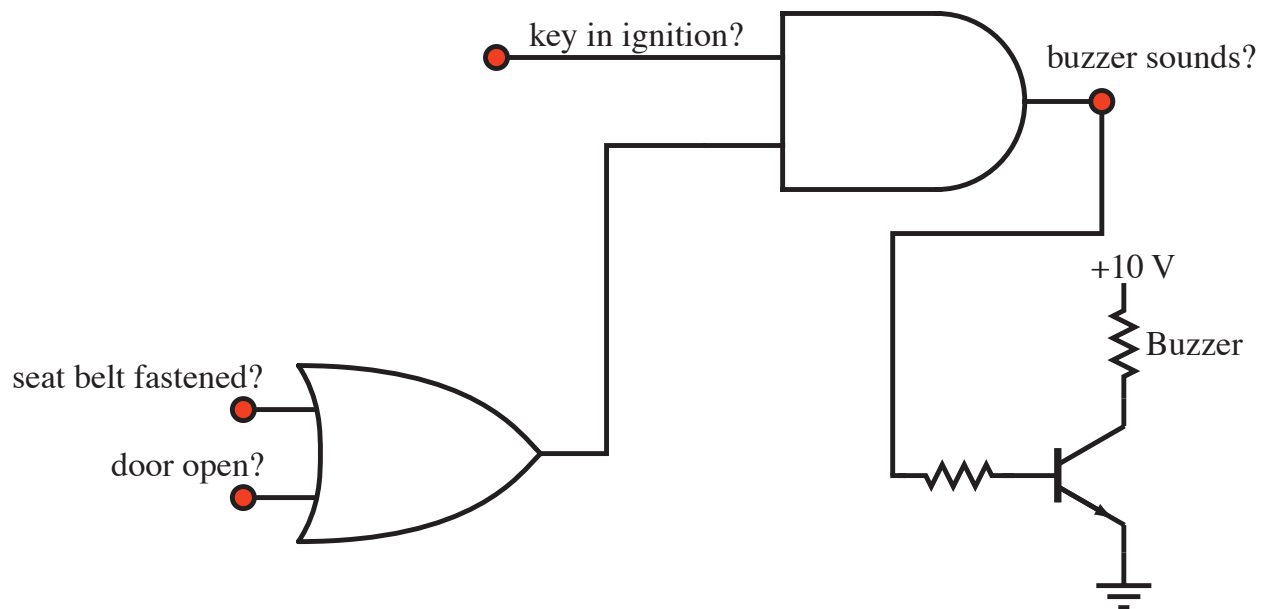 key in ignition?
buzzer sounds?
+10 V
Buzzer
seat belt fastened?
door open?